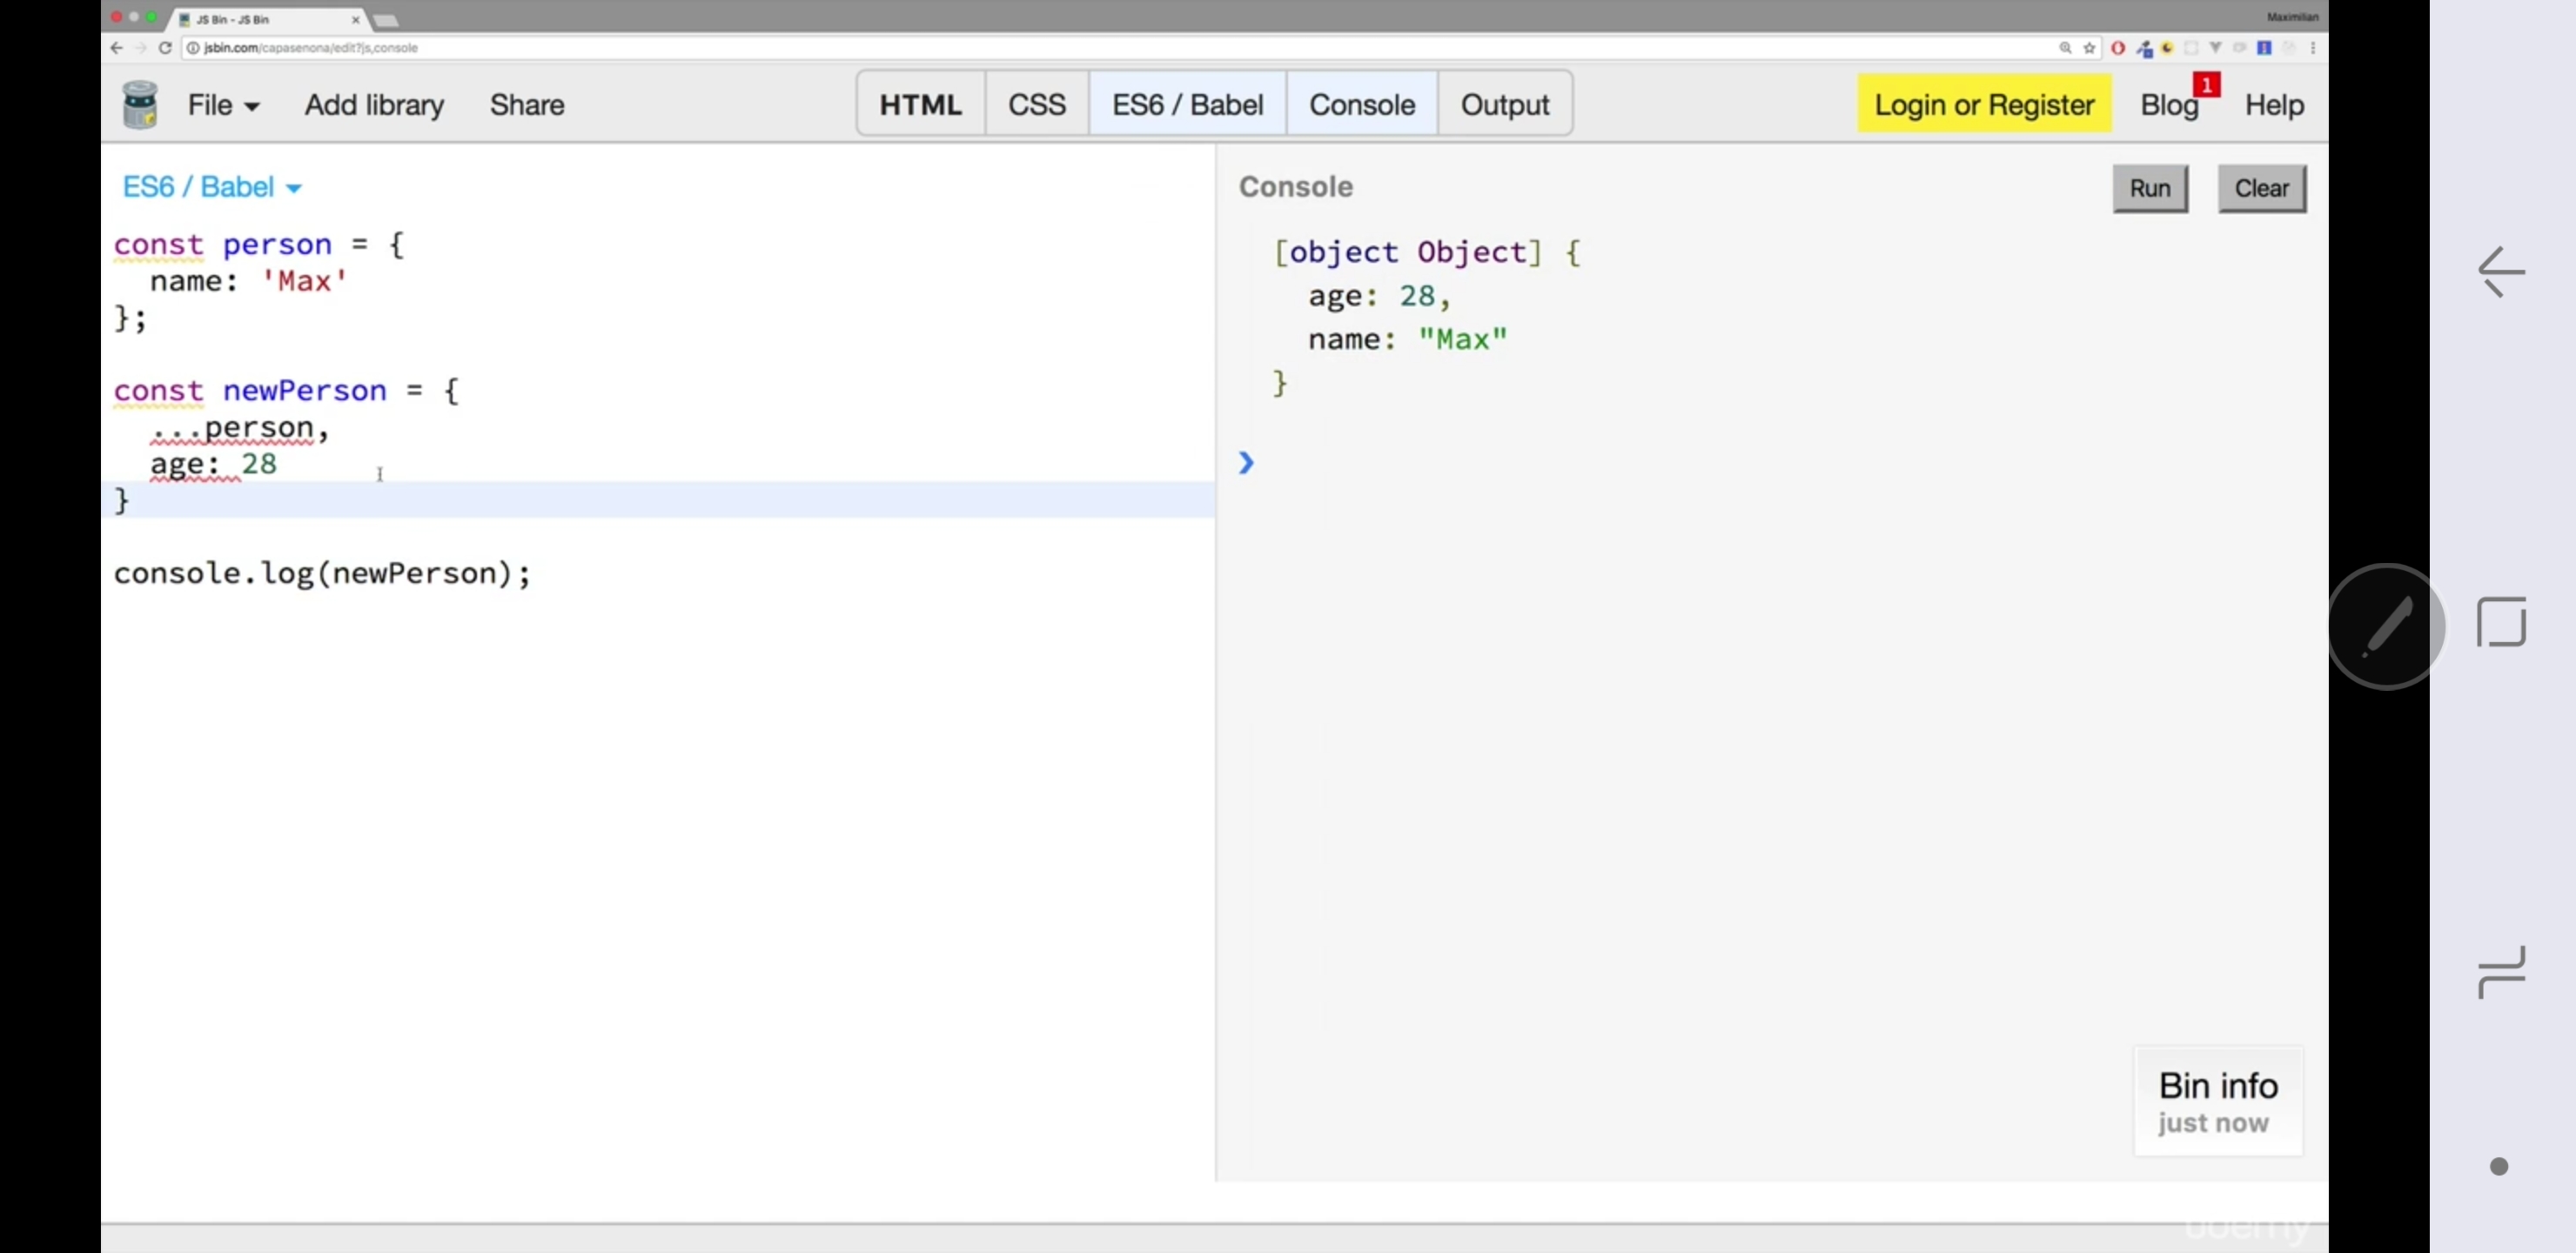 JS Bin - JS Bin
Maximilian
jsbin.com/capasenona/edit?js,console
File Add library Share HTML CSS ES6 / Babel Console Output Login or Register Blog 1 Help
ES6 / Babel
const person = {
name: 'Max'
};
const newPerson = {
...person,
age: 28
}
console.log(newPerson);
Console
Run Clear
[object Object] {
age: 28,
name: "Max"
}
Bin info
just now
udemy